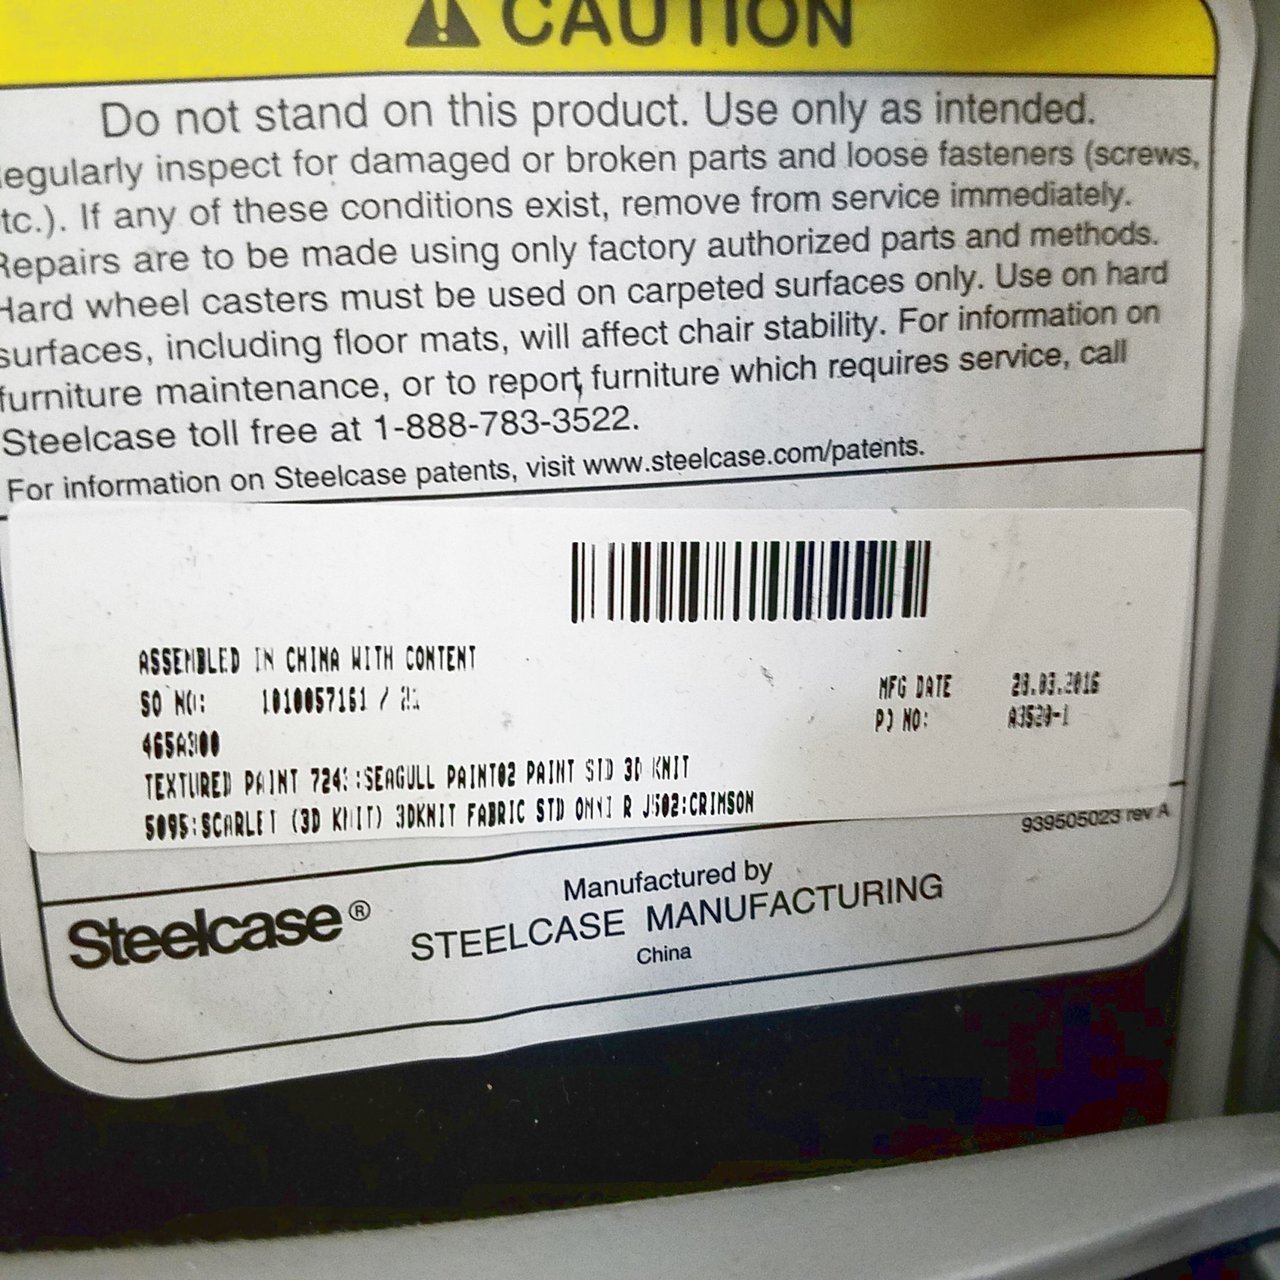 CAUTION
Do not stand on this product. Use only as intended.
egularly inspect for damaged or broken parts and loose fasteners (screws,
tc.). If any of these conditions exist, remove from service immediately.
Repairs are to be made using only factory authorized parts and methods.
Hard wheel casters must be used on carpeted surfaces only. Use on hard
surfaces, including floor mats, will affect chair stability. For information on
furniture maintenance, or to report furniture which requires service, call
Steelcase toll free at 1-888-783-3522.
For information on Steelcase patents, visit www.steelcase.com/patents.
ASSEMBLED IN CHINA WITH CONTENT
SO NO: 1010057161 /
MFG DATE
PO NO:
TEXTURED PAINT :SEAGULL PAINT02 PAINT STD 3D KNIT
5095:SCARLET (3D KNIT) 3DKNIT FABRIC STD OMNI R :CRIMSON
939505023 rev A
Steelcase®
Manufactured by
STEELCASE MANUFACTURING
China